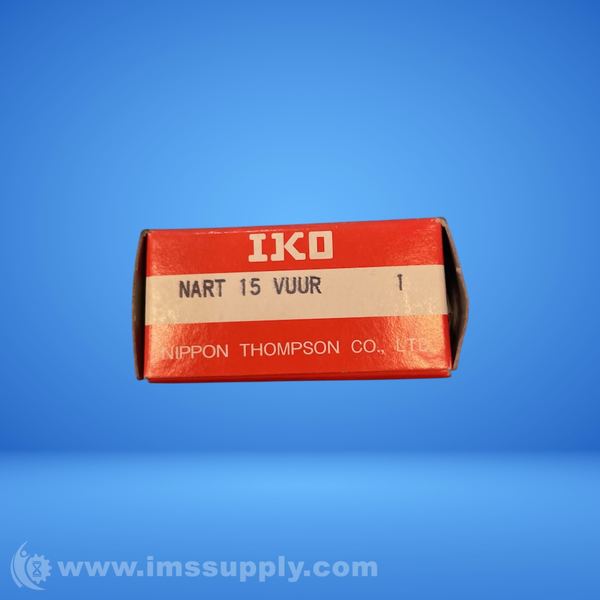 IKO
NART 15 VUUR 1
NIPPON THOMPSON CO., LTD.
www.imssupply.com